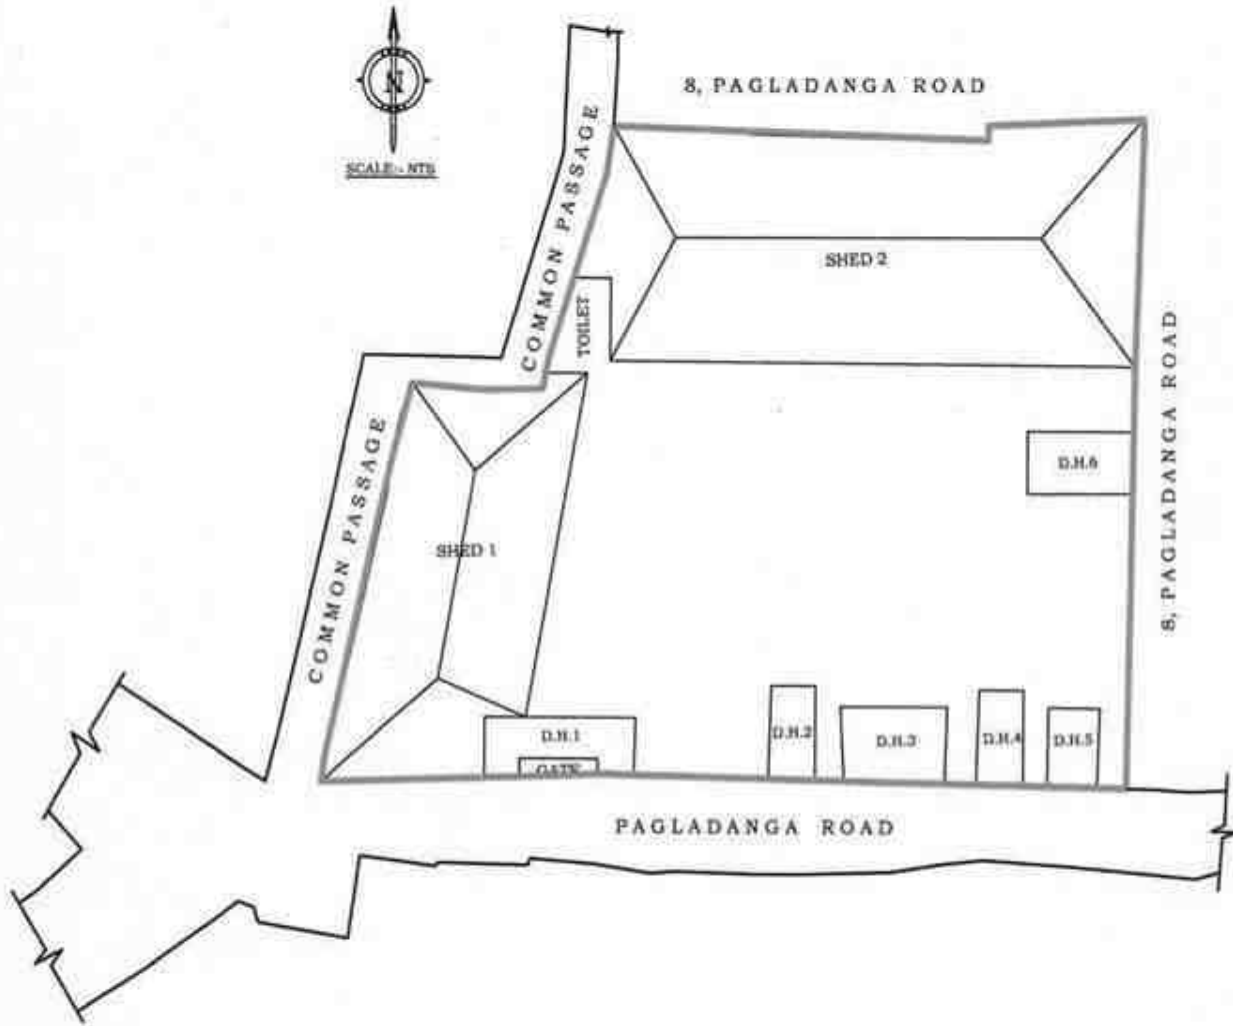 N
SCALE:- NTS
8, PAGLADANGA ROAD
COMMON PASSAGE
SHED 2
TOILET
8, PAGLADANGA ROAD
COMMON PASSAGE
D.H.6
SHED 1
D.H.1
GATE
D.H.2
D.H.3
D.H.4
D.H.5
PAGLADANGA ROAD